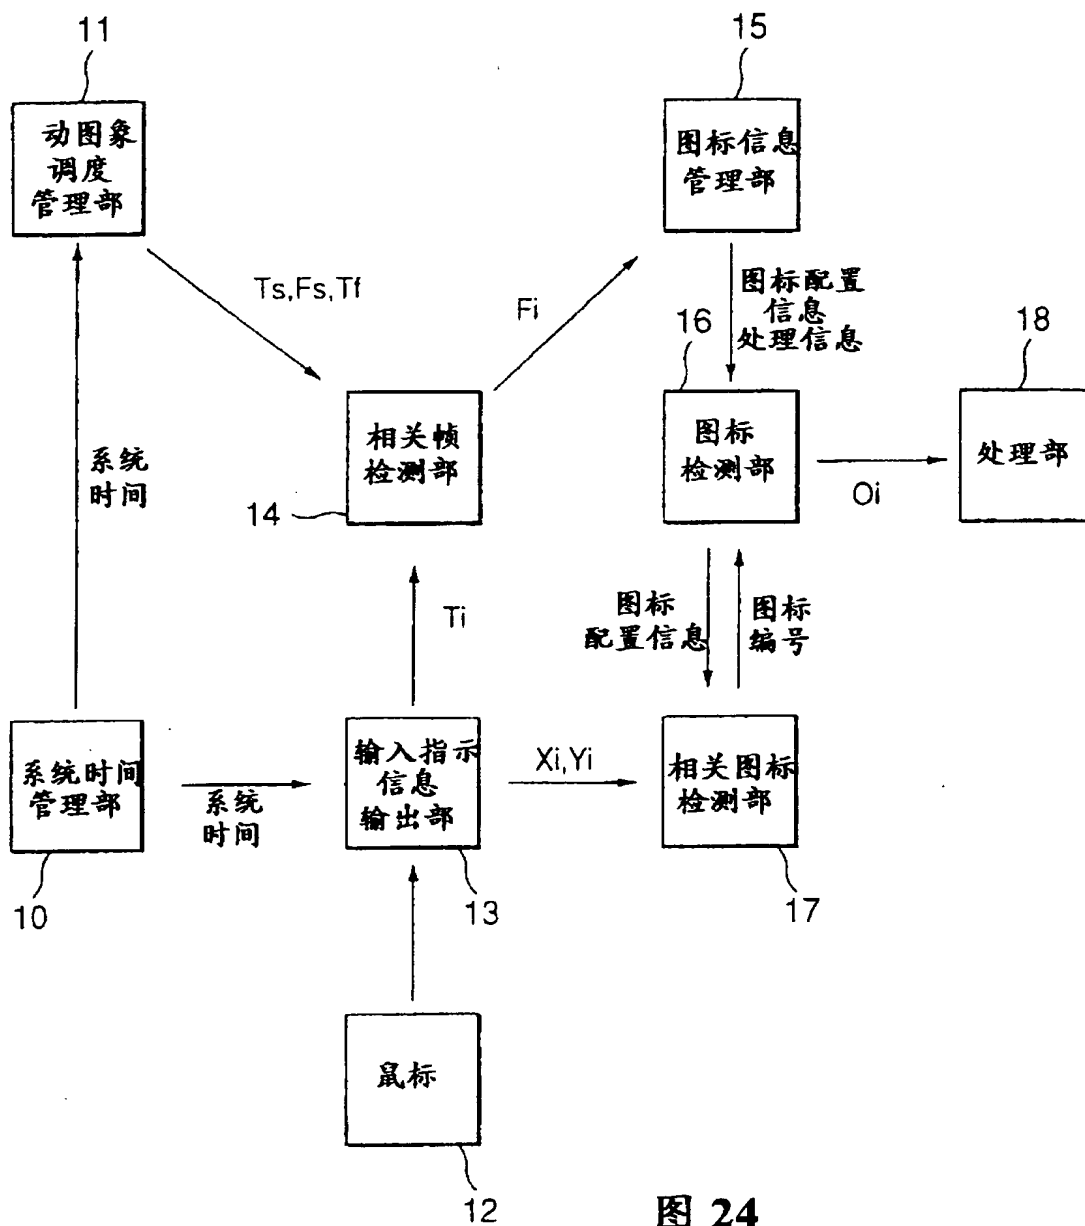 11
15
动图象
调度
管理部
图标信息
管理部
Ts,Fs,Tf
Fi
图标配置
信息
处理信息
16
18
系统
时间
相关帧
检测部
14
图标
检测部
Oi
处理部
Ti
图标
配置信息
图标
编号
系统时间
管理部
系统
时间
输入指示
信息
输出部
Xi,Yi
相关图标
检测部
10
13
17
鼠标
12
图 24